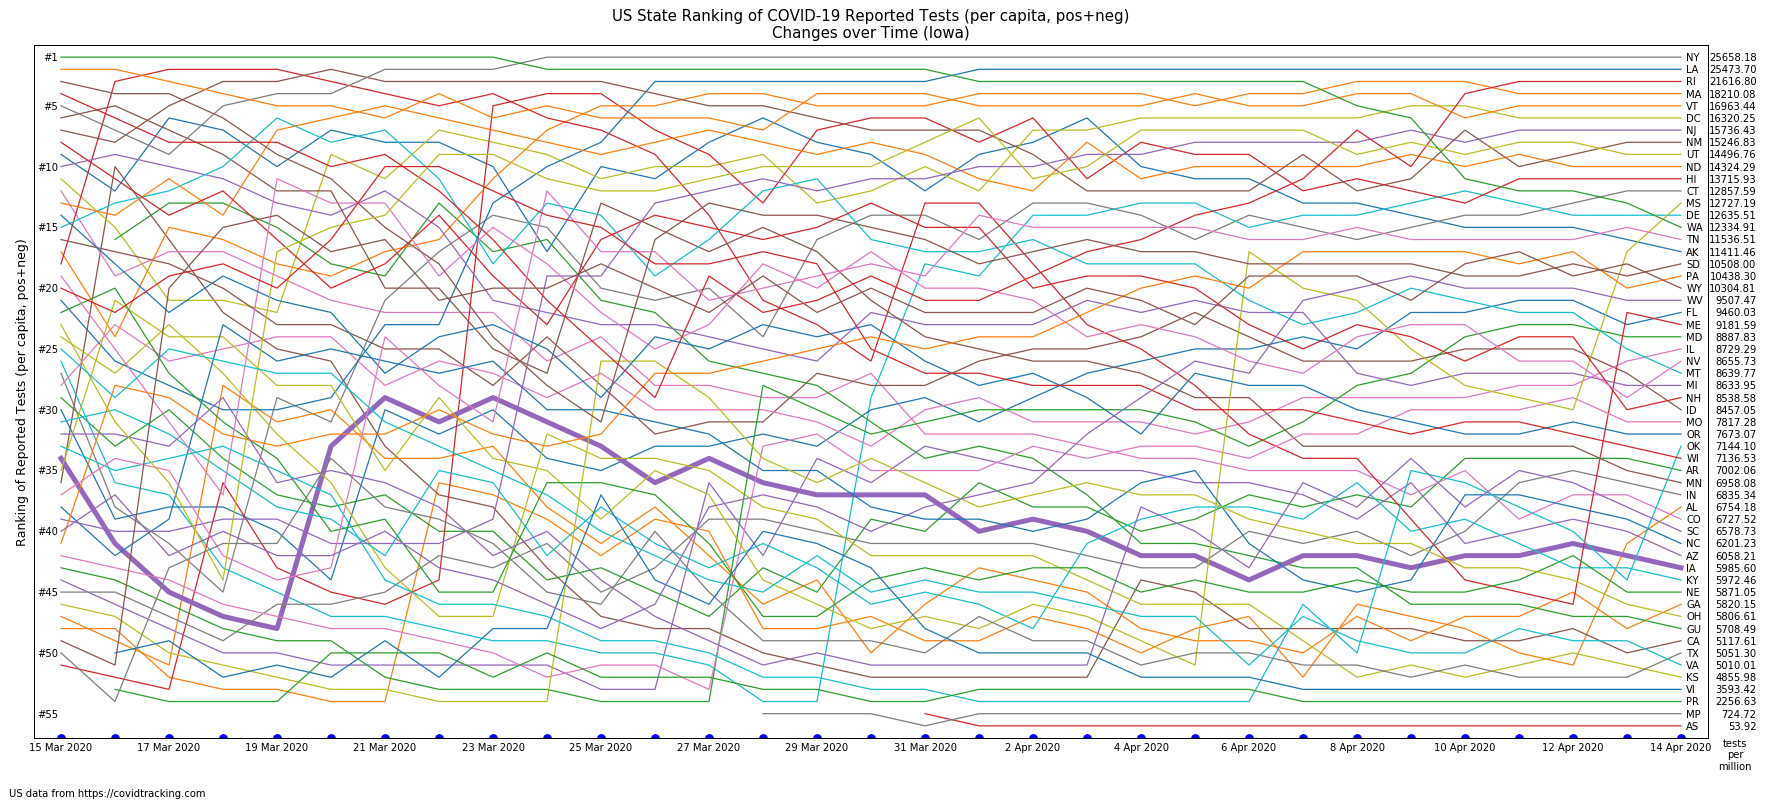 US State Ranking of COVID-19 Reported Tests (per capita, pos+neg)
Changes over Time (Iowa)
Ranking of Reported Tests (per capita, pos+neg)
#1
#5
#10
#15
#20
#25
#30
#35
#40
#45
#50
#55
NY 25658.18
LA 25473.70
RI 21616.80
MA 18210.08
VT 16963.44
DC 16320.25
NJ 15736.43
NM 15246.83
UT 14496.76
ND 14324.29
HI 13715.93
CT 12857.59
MS 12727.19
DE 12635.51
WA 12334.91
TN 11536.51
AK 11411.46
SD 10508.00
PA 10438.30
WY 10304.81
WV 9507.47
FL 9460.03
ME 9181.59
MD 8887.83
IL 8729.29
NV 8655.73
MT 8639.77
MI 8633.95
NH 8538.58
ID 8457.05
MO 7817.28
OR 7673.07
OK 7144.10
WI 7136.53
AR 7002.06
MN 6958.08
IN 6835.34
AL 6754.18
CO 6727.52
SC 6578.73
NC 6201.23
AZ 6058.21
IA 5985.60
KY 5972.46
NE 5871.05
GA 5820.15
OH 5806.61
GU 5708.49
CA 5117.61
TX 5051.30
VA 5010.01
KS 4855.98
VI 3593.42
PR 2256.63
MP 724.72
AS 53.92
15 Mar 2020
17 Mar 2020
19 Mar 2020
21 Mar 2020
23 Mar 2020
25 Mar 2020
27 Mar 2020
29 Mar 2020
31 Mar 2020
2 Apr 2020
4 Apr 2020
6 Apr 2020
8 Apr 2020
10 Apr 2020
12 Apr 2020
14 Apr 2020
tests
per
million
US data from https://covidtracking.com